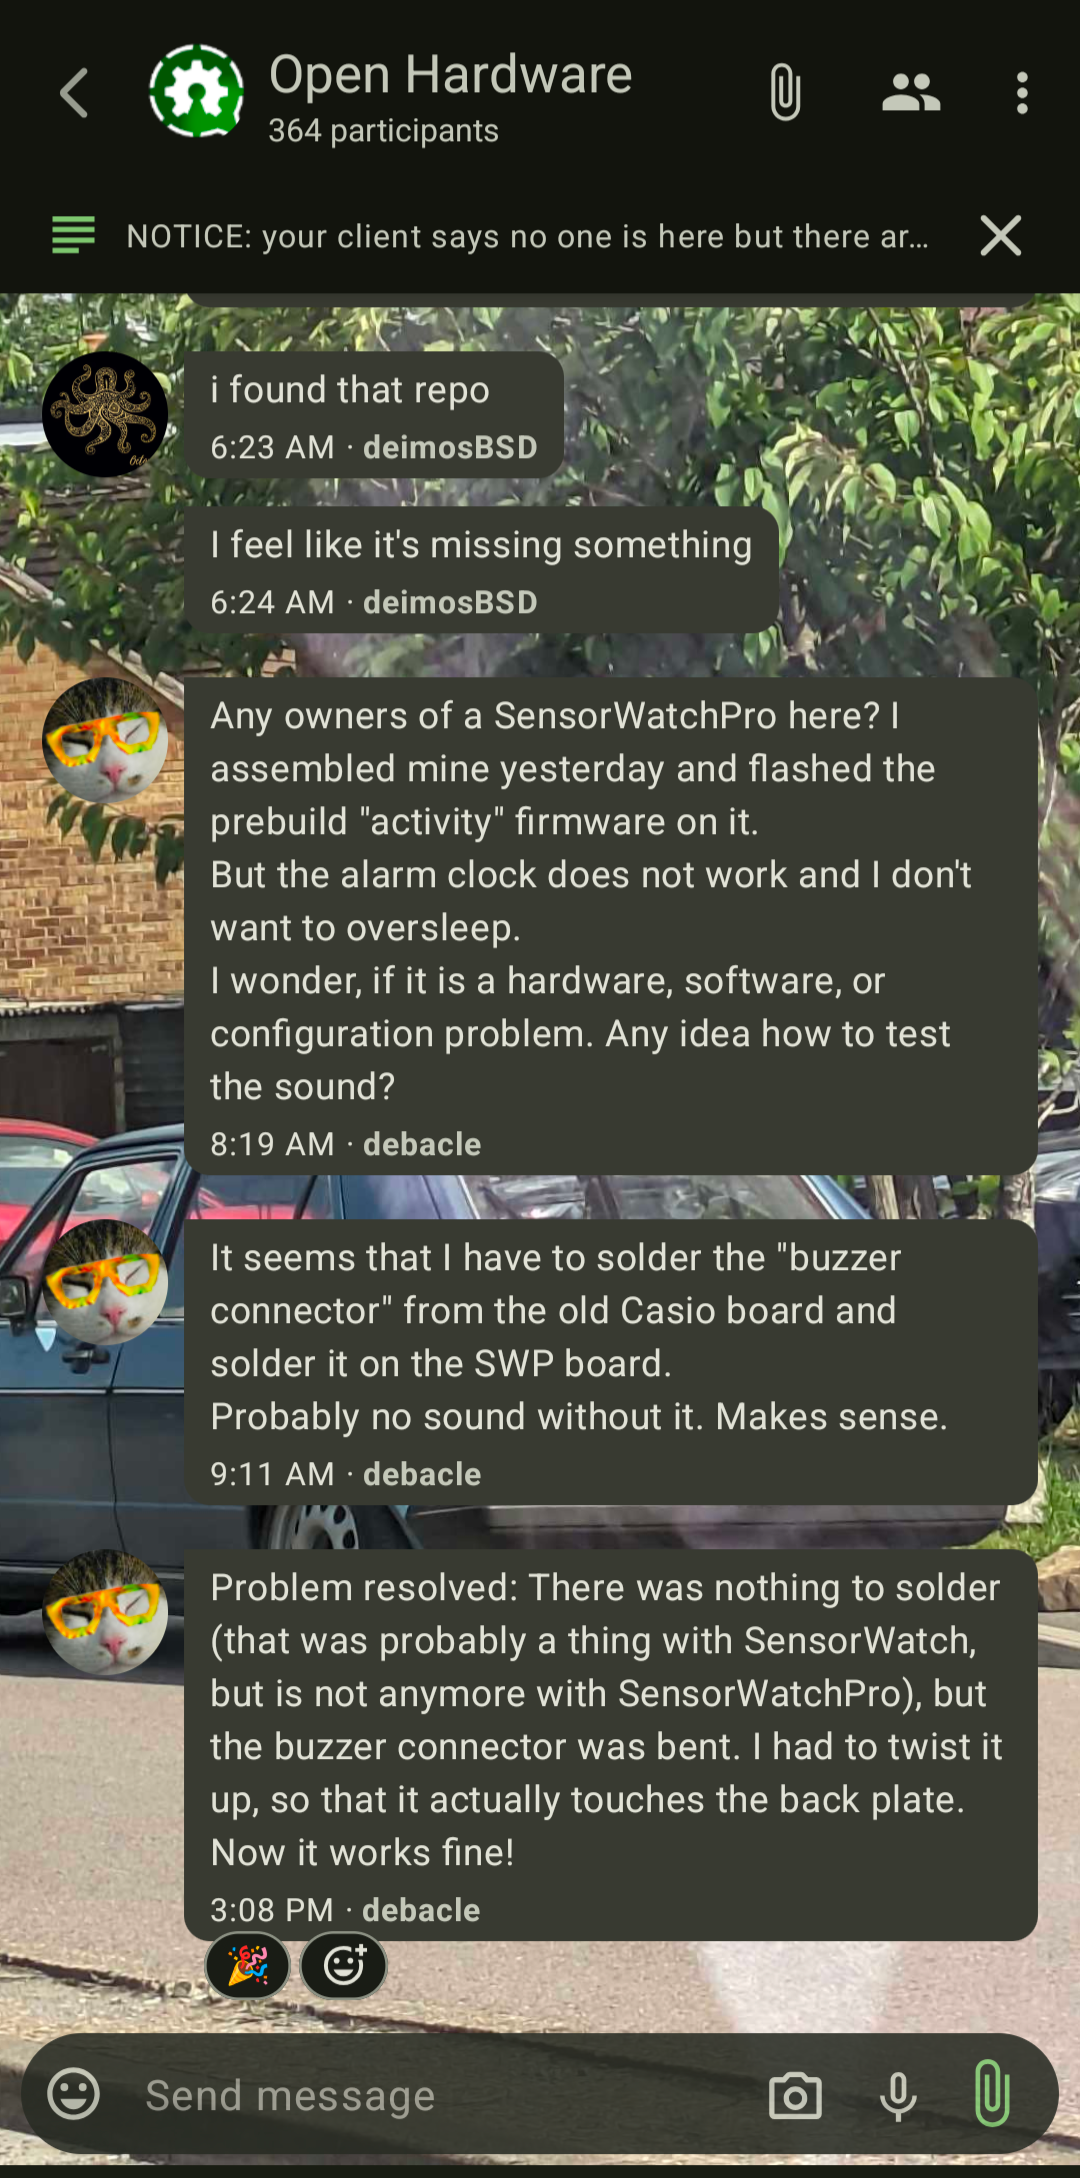 Open Hardware
364 participants
NOTICE: your client says no one is here but there ar...
i found that repo
6:23 AM · deimosBSD
I feel like it's missing something
6:24 AM · deimosBSD
Any owners of a SensorWatchPro here? I
assembled mine yesterday and flashed the
prebuild "activity" firmware on it.
But the alarm clock does not work and I don't
want to oversleep.
I wonder, if it is a hardware, software, or
configuration problem. Any idea how to test
the sound?
8:19 AM · debacle
It seems that I have to solder the "buzzer
connector" from the old Casio board and
solder it on the SWP board.
Probably no sound without it. Makes sense.
9:11 AM · debacle
Problem resolved: There was nothing to solder
(that was probably a thing with SensorWatch,
but is not anymore with SensorWatchPro), but
the buzzer connector was bent. I had to twist it
up, so that it actually touches the back plate.
Now it works fine!
3:08 PM · debacle
Send message